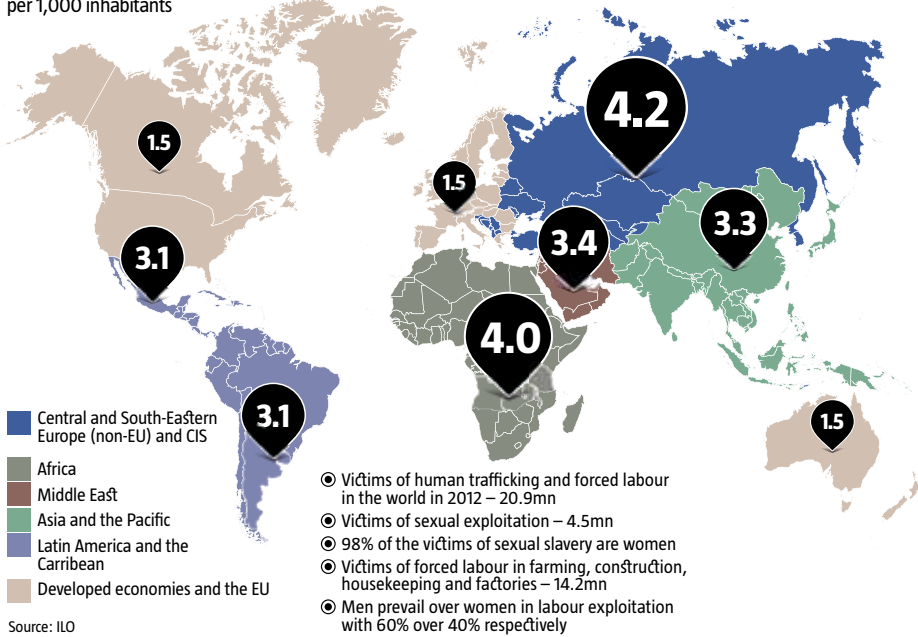 per 1,000 inhabitants
1.5
1.5
4.2
3.1
3.4
3.3
4.0
3.1
1.5
Central and South-Eastern
Europe (non-EU) and CIS
Africa
Middle East
Asia and the Pacific
Latin America and the
Carribean
Developed economies and the EU
Source: ILO
Victims of human trafficking and forced labour
in the world in 2012 – 20.9mn
Victims of sexual exploitation – 4.5mn
98% of the victims of sexual slavery are women
Victims of forced labour in farming, construction,
housekeeping and factories – 14.2mn
Men prevail over women in labour exploitation
with 60% over 40% respectively